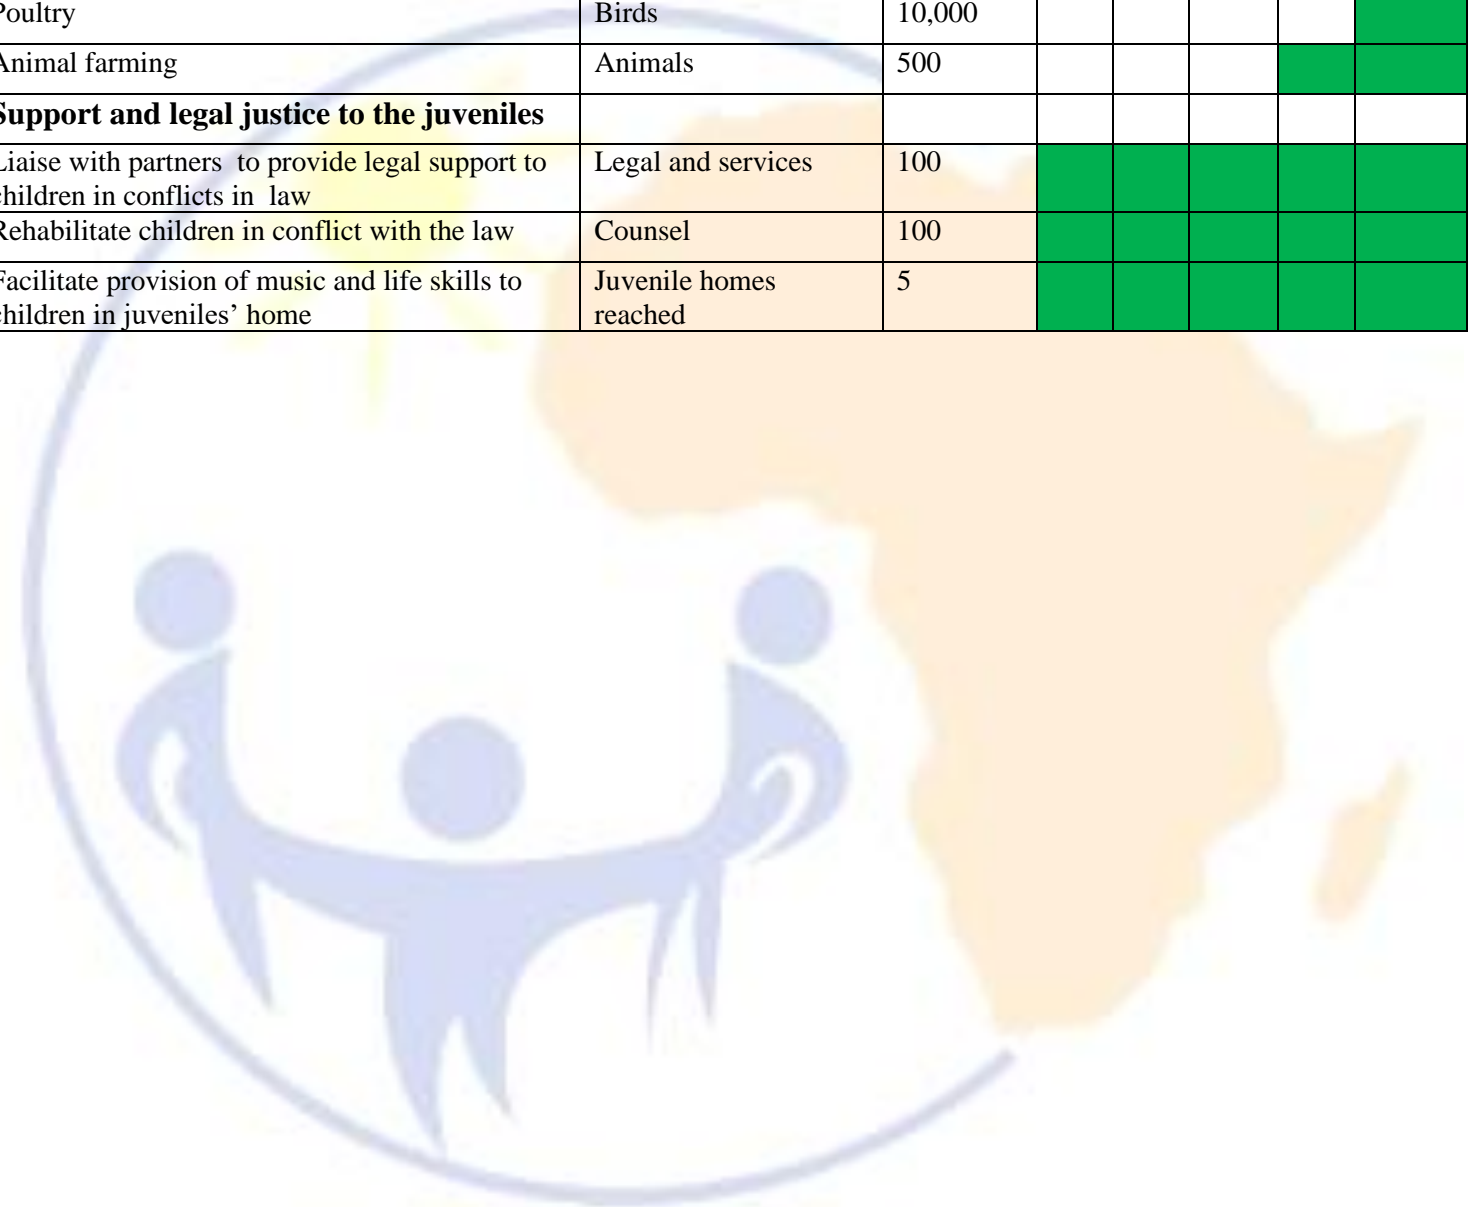 Poultry Birds 10,000
Animal farming Animals 500
Support and legal justice to the juveniles
Liaise with partners  to provide legal support to Legal and services 100
children in conflicts in  law
Rehabilitate children in conflict with the law Counsel 100
Facilitate provision of music and life skills to Juvenile homes 5
children in juveniles’ home reached